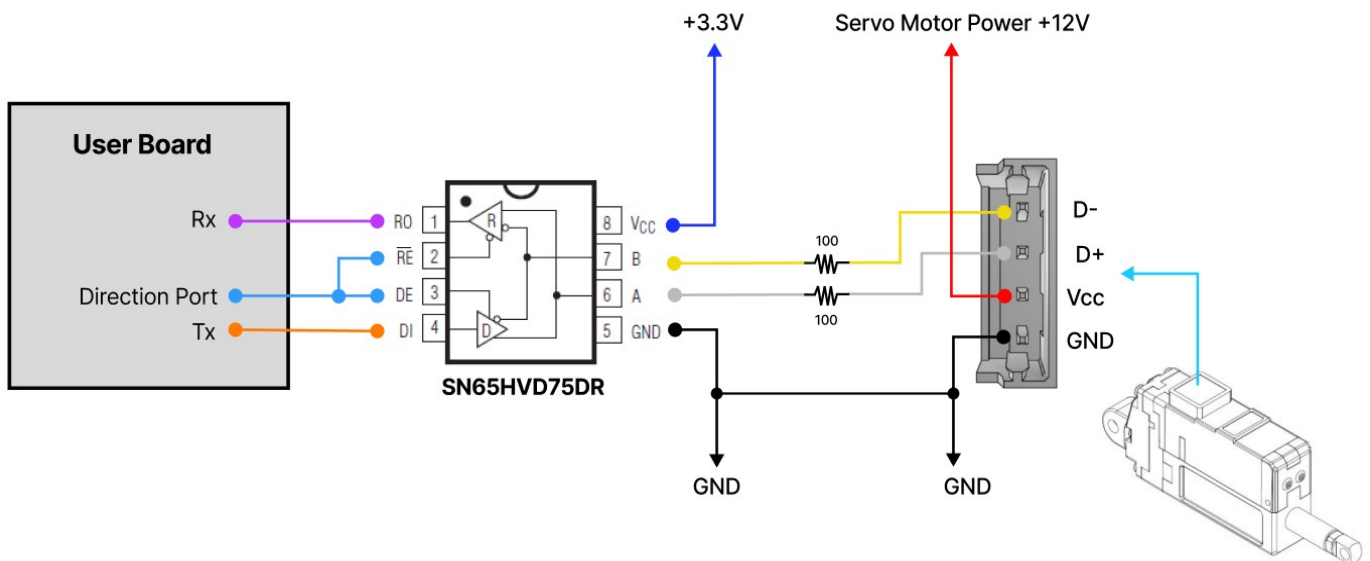 +3.3V
Servo Motor Power +12V
User Board
Rx
Direction Port
Tx
RO
RE
DE
DI
1
2
3
4
R
D
8
7
6
5
VCC
B
A
GND
SN65HVD75DR
100
100
D-
D+
Vcc
GND
GND
GND